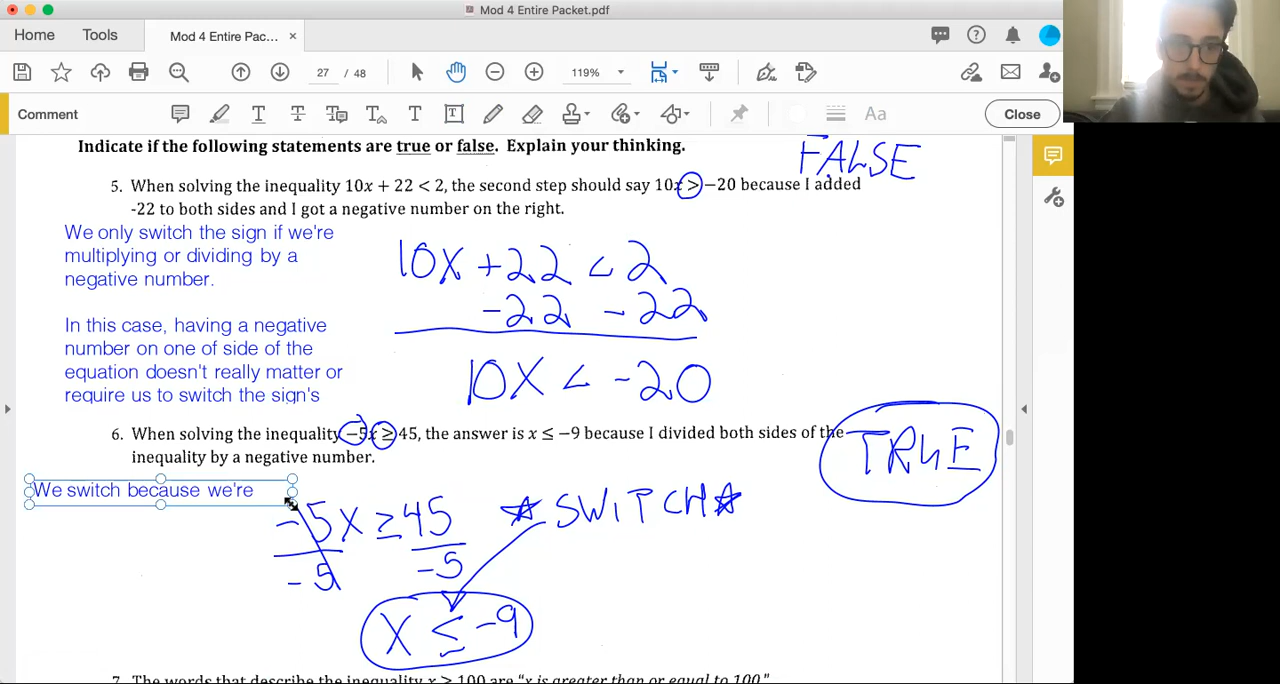 Mod 4 Entire Packet.pdf
Home Tools Mod 4 Entire Pac... ×
27 / 48 119%
Comment T T T T T Aa Close
Indicate if the following statements are true or false. Explain your thinking.
FALSE
5. When solving the inequality 10x + 22 < 2, the second step should say 10x > −20 because I added
-22 to both sides and I got a negative number on the right.
We only switch the sign if we're
multiplying or dividing by a
negative number.
In this case, having a negative
number on one of side of the
equation doesn't really matter or
require us to switch the sign's
10X + 22 < 2
-22 -22
10X < -20
6. When solving the inequality −5x ≥ 45, the answer is x ≤ −9 because I divided both sides of the
inequality by a negative number.
TRUE
We switch because we're
-5X ≥ 45 ☆ SWITCH ☆
-5 -5
X ≤ -9
7. The words that describe the inequality x ≥ 100 are "x is greater than or equal to 100."